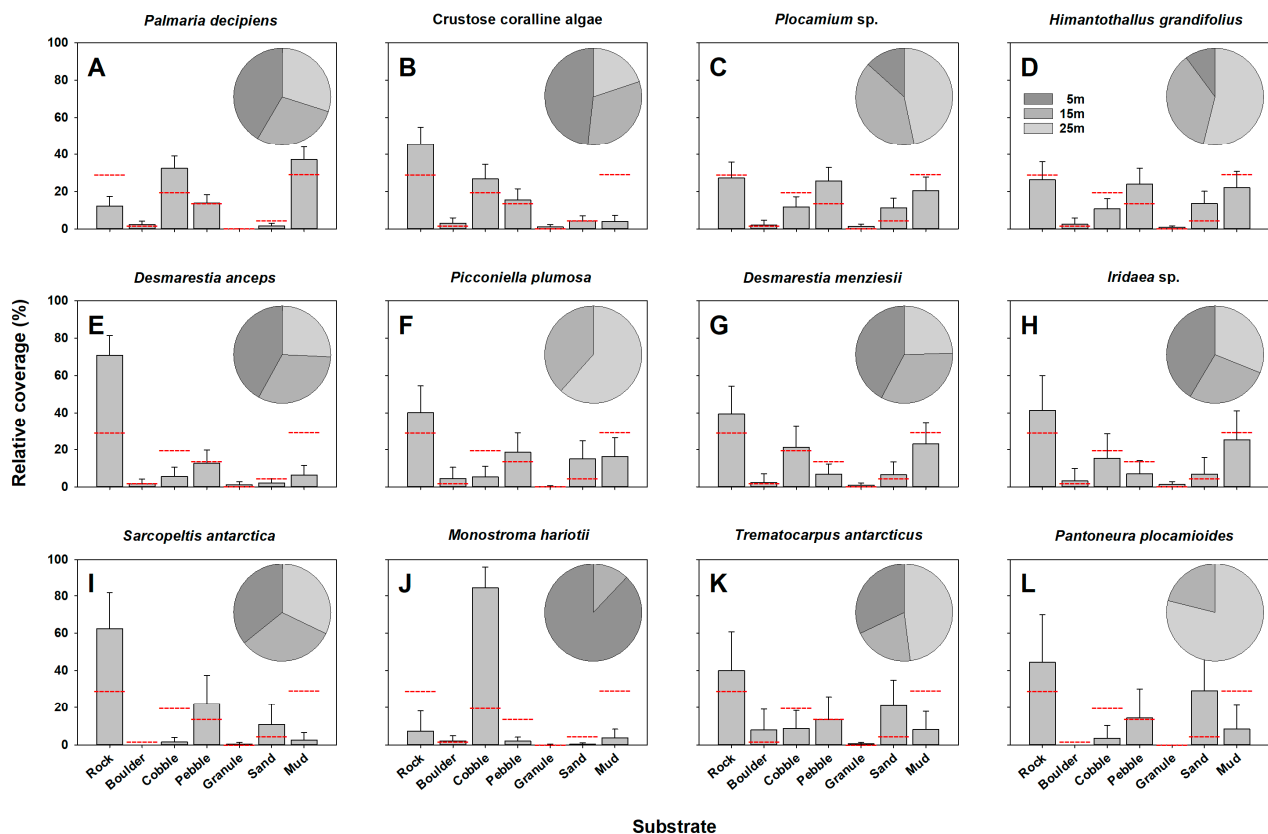 Palmaria decipiens
Crustose coralline algae
Plocamium sp.
Himantothallus grandifolius
100
80
60
40
20
0
A
B
C
D
5m
15m
25m
Desmarestia anceps
Picconiella plumosa
Desmarestia menziesii
Iridaea sp.
Relative coverage (%)
100
80
60
40
20
0
E
F
G
H
Sarcopeltis antarctica
Monostroma hariotii
Trematocarpus antarcticus
Pantoneura plocamioides
100
80
60
40
20
0
I
J
K
L
Rock
Boulder
Cobble
Pebble
Granule
Sand
Mud
Rock
Boulder
Cobble
Pebble
Granule
Sand
Mud
Rock
Boulder
Cobble
Pebble
Granule
Sand
Mud
Rock
Boulder
Cobble
Pebble
Granule
Sand
Mud
Substrate